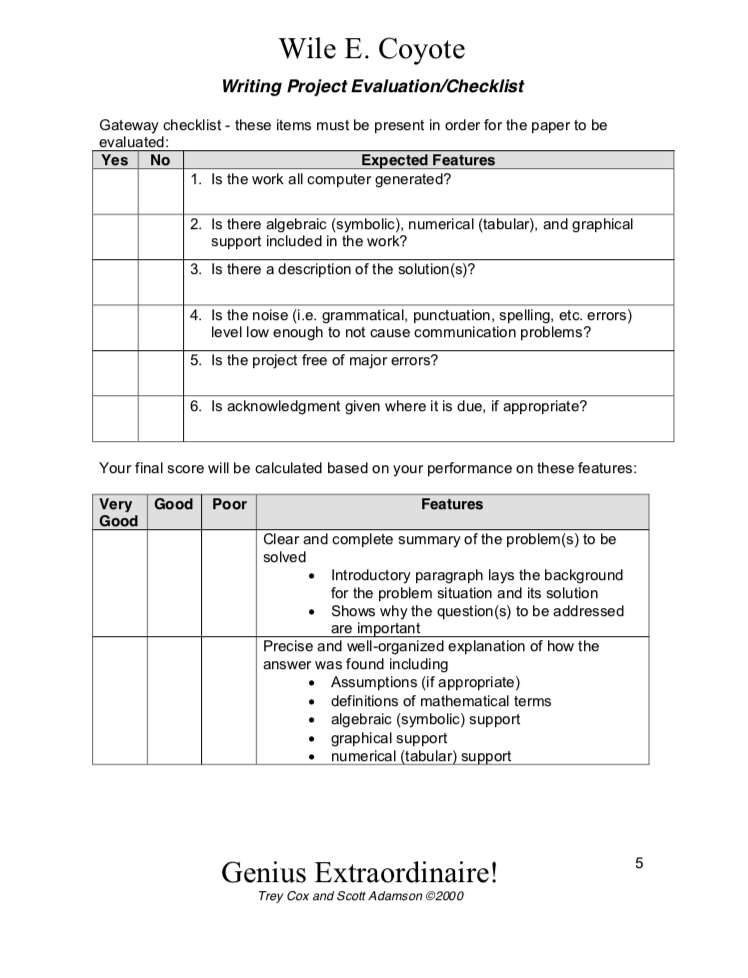 Wile E. Coyote
Writing Project Evaluation/Checklist
Gateway checklist - these items must be present in order for the paper to be
evaluated:
Yes No Expected Features
1. Is the work all computer generated?
2. Is there algebraic (symbolic), numerical (tabular), and graphical
support included in the work?
3. Is there a description of the solution(s)?
4. Is the noise (i.e. grammatical, punctuation, spelling, etc. errors)
level low enough to not cause communication problems?
5. Is the project free of major errors?
6. Is acknowledgment given where it is due, if appropriate?
Your final score will be calculated based on your performance on these features:
Very Good Poor Features
Good
Clear and complete summary of the problem(s) to be
solved
• Introductory paragraph lays the background
for the problem situation and its solution
• Shows why the question(s) to be addressed
are important
Precise and well-organized explanation of how the
answer was found including
• Assumptions (if appropriate)
• definitions of mathematical terms
• algebraic (symbolic) support
• graphical support
• numerical (tabular) support
Genius Extraordinaire!
5
Trey Cox and Scott Adamson ©2000